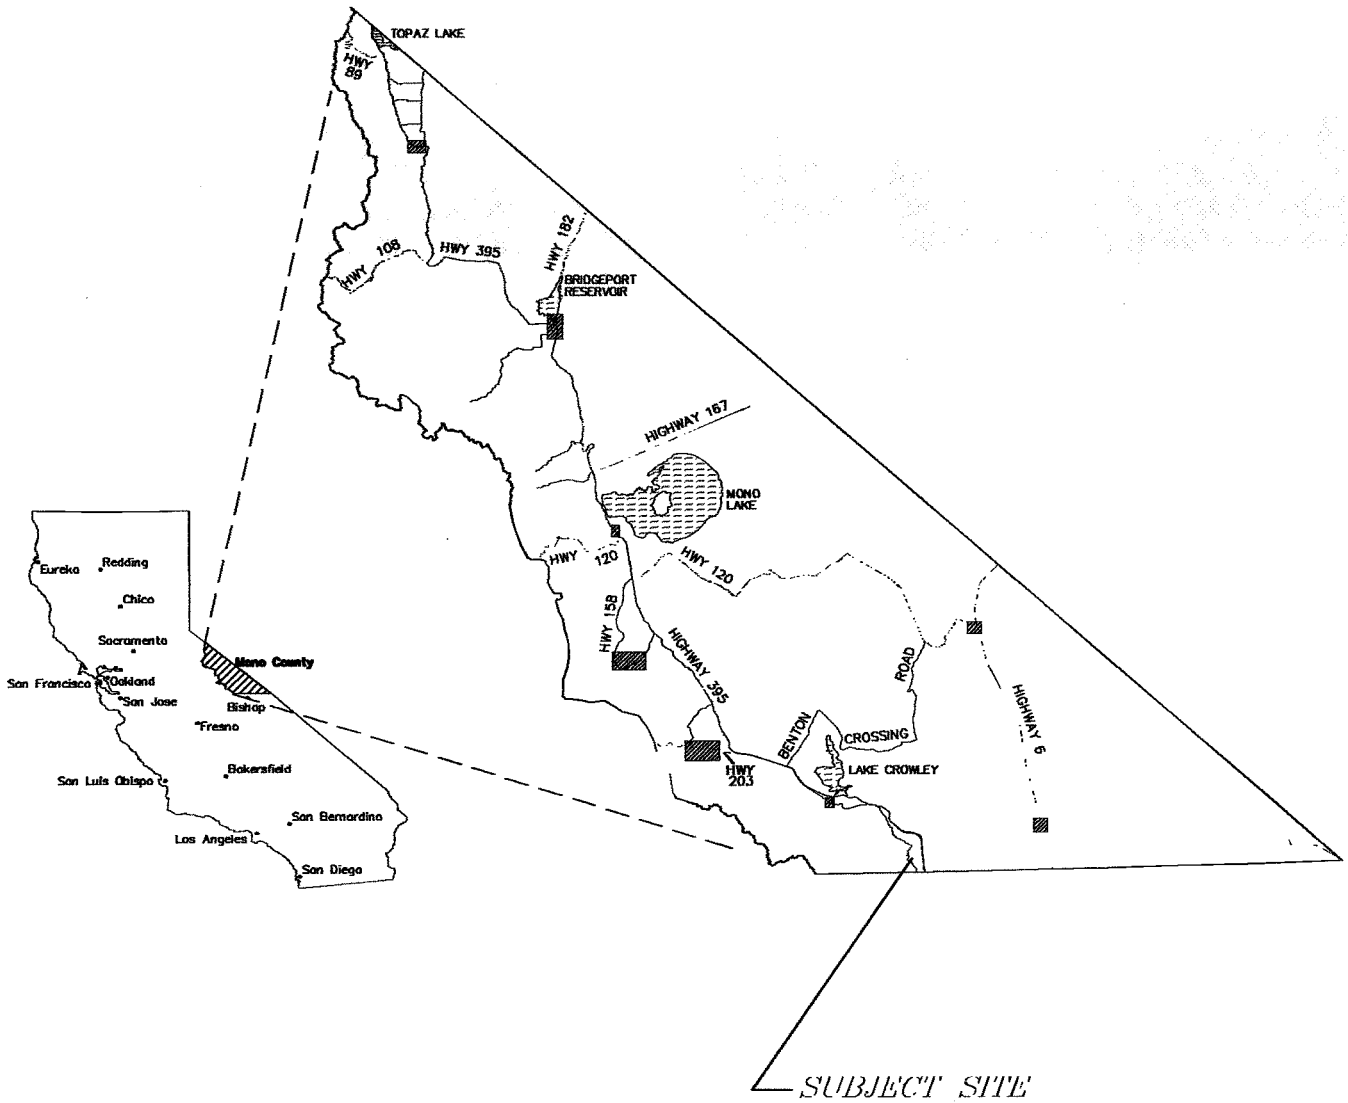 TOPAZ LAKE
HWY
89
HWY 108
HWY 395
HWY 182
BRIDGEPORT
RESERVOIR
HIGHWAY 167
MONO
LAKE
HWY 120
HWY 120
HWY 158
HIGHWAY 395
ROAD
BENTON
CROSSING
HIGHWAY 6
LAKE CROWLEY
HWY
203
Eureka
Redding
Chico
Sacramento
Mono County
San Francisco
Oakland
San Jose
Bishop
Fresno
San Luis Obispo
Bakersfield
San Bernardino
Los Angeles
San Diego
SUBJECT SITE